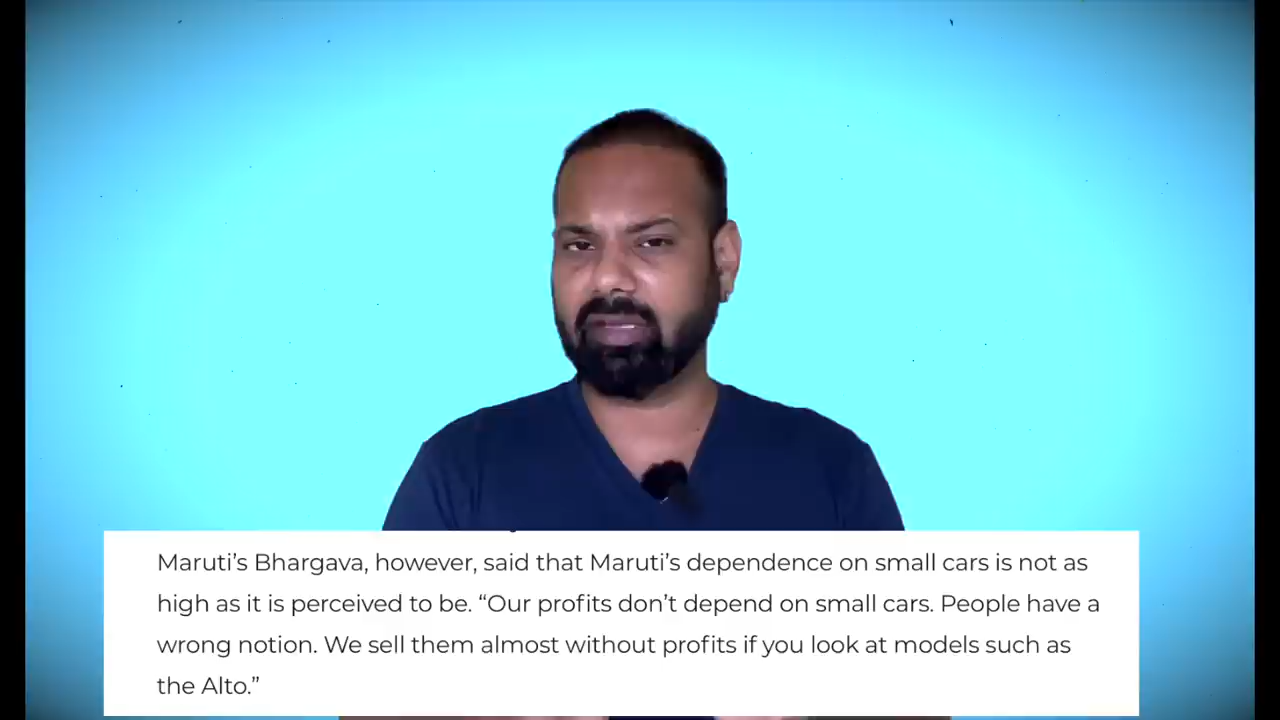 Maruti’s Bhargava, however, said that Maruti’s dependence on small cars is not as
high as it is perceived to be. “Our profits don’t depend on small cars. People have a
wrong notion. We sell them almost without profits if you look at models such as
the Alto.”